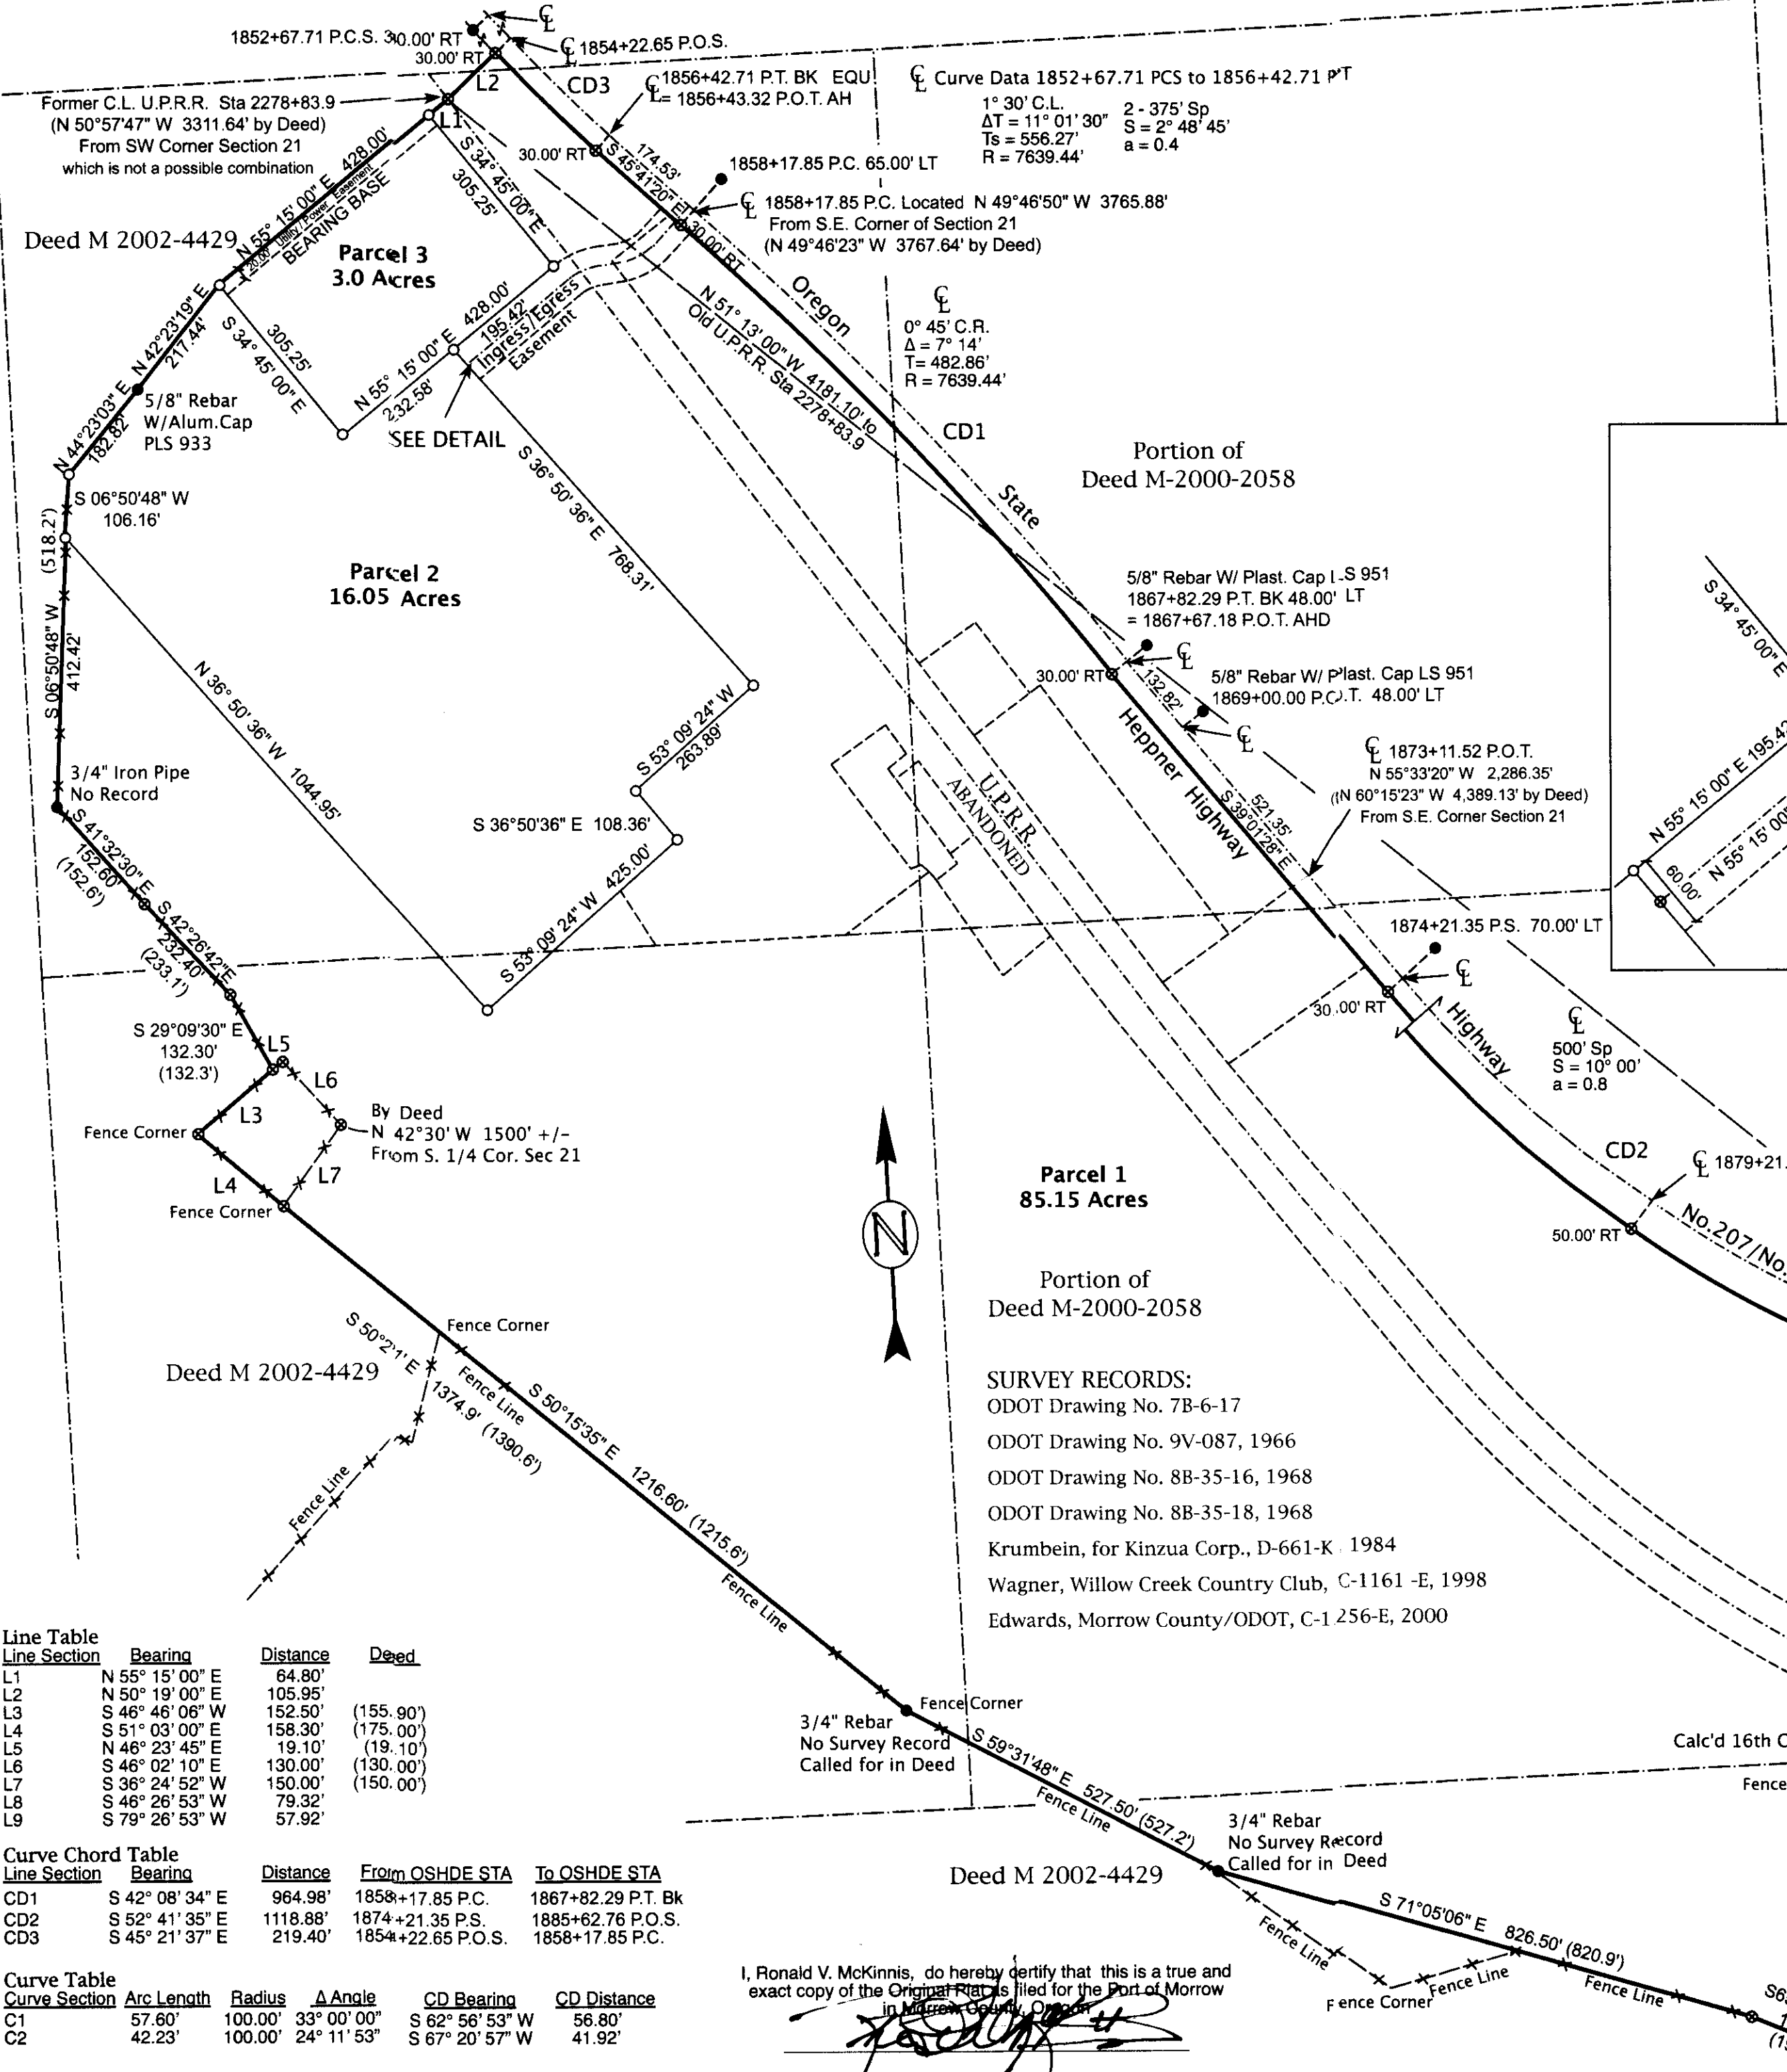 1852+67.71 P.C.S. 30.00' RT
30.00' RT
℄
℄ 1854+22.65 P.O.S.
L2
CD3
℄ 1856+42.71 P.T. BK EQU
= 1856+43.32 P.O.T. AH
℄ Curve Data 1852+67.71 PCS to 1856+42.71 PT
1° 30' C.L.
ΔT = 11° 01' 30"
Ts = 556.27'
R = 7639.44'
2 - 375' Sp
S = 2° 48' 45'
a = 0.4
Former C.L. U.P.R.R. Sta 2278+83.9
(N 50°57'47" W 3311.64' by Deed)
From SW Corner Section 21
which is not a possible combination
L1
30.00' RT
174.53'
S 45°41'20" E
1858+17.85 P.C. 65.00' LT
℄ 1858+17.85 P.C. Located N 49°46'50" W 3765.88'
From S.E. Corner of Section 21
(N 49°46'23" W 3767.64' by Deed)
30.00' RT
Deed M 2002-4429
N 55° 15' 00" E 428.00'
20.00' Utility/Power Easement
BEARING BASE
S 34° 45' 00" E
305.25'
Parcel 3
3.0 Acres
N 42°23'19" E
217.44'
S 34° 45' 00" E
305.25'
N 55° 15' 00" E 428.00'
232.58'
195.42'
Ingress/Egress
Easement
SEE DETAIL
N 51° 13' 00" W 4181.10' to
Old U.P.R.R. Sta 2278+83.9
Oregon
State
℄
0° 45' C.R.
Δ = 7° 14'
T= 482.86'
R = 7639.44'
CD1
Portion of
Deed M-2000-2058
5/8" Rebar
W/Alum.Cap
PLS 933
N 44°23'03" E
182.82'
S 06°50'48" W
106.16'
(518.2')
S 06°50'48" W
412.42'
Parcel 2
16.05 Acres
S 36° 50' 36" E 768.31'
N 36° 50' 36" W 1044.95'
S 53° 09' 24" W
263.89'
S 36°50'36" E 108.36'
S 53° 09' 24" W 425.00'
5/8" Rebar W/ Plast. Cap LS 951
1867+82.29 P.T. BK 48.00' LT
= 1867+67.18 P.O.T. AHD
℄
30.00' RT
132.82'
5/8" Rebar W/ Plast. Cap LS 951
1869+00.00 P.O.T. 48.00' LT
℄
℄ 1873+11.52 P.O.T.
N 55°33'20" W 2,286.35'
(N 60°15'23" W 4,389.13' by Deed)
From S.E. Corner Section 21
Heppner Highway
521.35'
S 39°01'28" E
U.P.R.R.
ABANDONED
S 34° 45' 00" E
N 55° 15' 00" E 195.42
N 55° 15' 00"
60.00'
1874+21.35 P.S. 70.00' LT
℄
30.00' RT
Highway
℄
500' Sp
S = 10° 00'
a = 0.8
CD2
℄ 1879+21.
50.00' RT
No.207/No.
3/4" Iron Pipe
No Record
S 41°32'30" E
152.60'
(152.6')
S 42°26'42"E
232.40'
(233.1')
S 29°09'30" E
132.30'
(132.3')
L5
L6
L3
Fence Corner
By Deed
N 42°30' W 1500' +/-
From S. 1/4 Cor. Sec 21
L7
L4
Fence Corner
N
Parcel 1
85.15 Acres
Portion of
Deed M-2000-2058
Fence Corner
S 50°2'1' E 1374.9' (1390.6')
Fence Line
S 50°15'35" E 1216.60' (1215.6')
Fence Line
Deed M 2002-4429
Fence Line
SURVEY RECORDS:
ODOT Drawing No. 7B-6-17
ODOT Drawing No. 9V-087, 1966
ODOT Drawing No. 8B-35-16, 1968
ODOT Drawing No. 8B-35-18, 1968
Krumbein, for Kinzua Corp., D-661-K 1984
Wagner, Willow Creek Country Club, C-1161 -E, 1998
Edwards, Morrow County/ODOT, C-1256-E, 2000
Fence Corner
3/4" Rebar
No Survey Record
Called for in Deed
S 59°31'48" E 527.50' (527.2')
Fence Line
Calc'd 16th C
Fence
3/4" Rebar
No Survey Record
Called for in Deed
Deed M 2002-4429
S 71°05'06" E 826.50' (820.9')
Fence Line
Fence Line
Fence Line
Fence Corner
Line Table
Line Section Bearing Distance Deed
L1 N 55° 15' 00" E 64.80'
L2 N 50° 19' 00" E 105.95'
L3 S 46° 46' 06" W 152.50' (155.90')
L4 S 51° 03' 00" E 158.30' (175.00')
L5 N 46° 23' 45" E 19.10' (19.10')
L6 S 46° 02' 10" E 130.00' (130.00')
L7 S 36° 24' 52" W 150.00' (150.00')
L8 S 46° 26' 53" W 79.32'
L9 S 79° 26' 53" W 57.92'
Curve Chord Table
Line Section Bearing Distance From OSHDE STA To OSHDE STA
CD1 S 42° 08' 34" E 964.98' 1858+17.85 P.C. 1867+82.29 P.T. Bk
CD2 S 52° 41' 35" E 1118.88' 1874+21.35 P.S. 1885+62.76 P.O.S.
CD3 S 45° 21' 37" E 219.40' 1854+22.65 P.O.S. 1858+17.85 P.C.
Curve Table
Curve Section Arc Length Radius Δ Angle CD Bearing CD Distance
C1 57.60' 100.00' 33° 00' 00" S 62° 56' 53" W 56.80'
C2 42.23' 100.00' 24° 11' 53" S 67° 20' 57" W 41.92'
I, Ronald V. McKinnis, do hereby certify that this is a true and
exact copy of the Original Plat as filed for the Port of Morrow
in Morrow County, Oregon